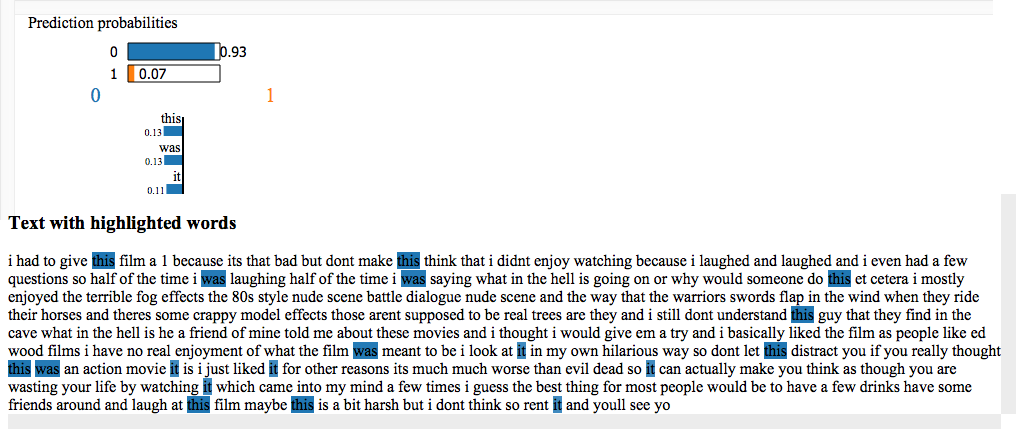 Prediction probabilities
0 0.93
1 0.07
0 1
this
0.13
was
0.13
it
0.11
Text with highlighted words
i had to give this film a 1 because its that bad but dont make this think that i didnt enjoy watching because i laughed and laughed and i even had a few
questions so half of the time i was laughing half of the time i was saying what in the hell is going on or why would someone do this et cetera i mostly
enjoyed the terrible fog effects the 80s style nude scene battle dialogue nude scene and the way that the warriors swords flap in the wind when they ride
their horses and theres some crappy model effects those arent supposed to be real trees are they and i still dont understand this guy that they find in the
cave what in the hell is he a friend of mine told me about these movies and i thought i would give em a try and i basically liked the film as people like ed
wood films i have no real enjoyment of what the film was meant to be i look at it in my own hilarious way so dont let this distract you if you really thought
this was an action movie it is i just liked it for other reasons its much much worse than evil dead so it can actually make you think as though you are
wasting your life by watching it which came into my mind a few times i guess the best thing for most people would be to have a few drinks have some
friends around and laugh at this film maybe this is a bit harsh but i dont think so rent it and youll see yo